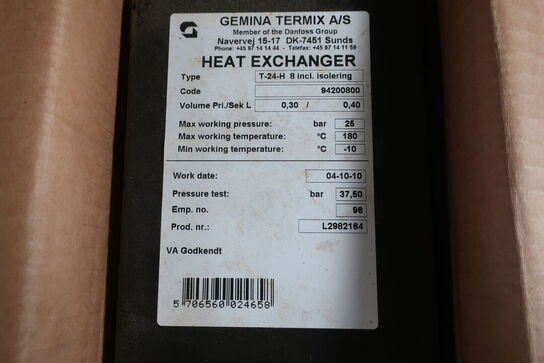 GEMINA TERMIX A/S
Member of the Danfoss Group
Navervej 15-17 DK-7451 Sunds
Phone: +45 97 14 14 44 - Telefax: +45 97 14 11 59
HEAT EXCHANGER
Type T-24-H 8 incl. isolering
Code 94200800
Volume Pri./Sek L 0,30 / 0,40
Max working pressure: bar 25
Max working temperature: °C 180
Min working temperature: °C -10
Work date: 04-10-10
Pressure test: bar 37,50
Emp. no. 96
Prod. nr.: L2982164
VA Godkendt
5 706560 024658